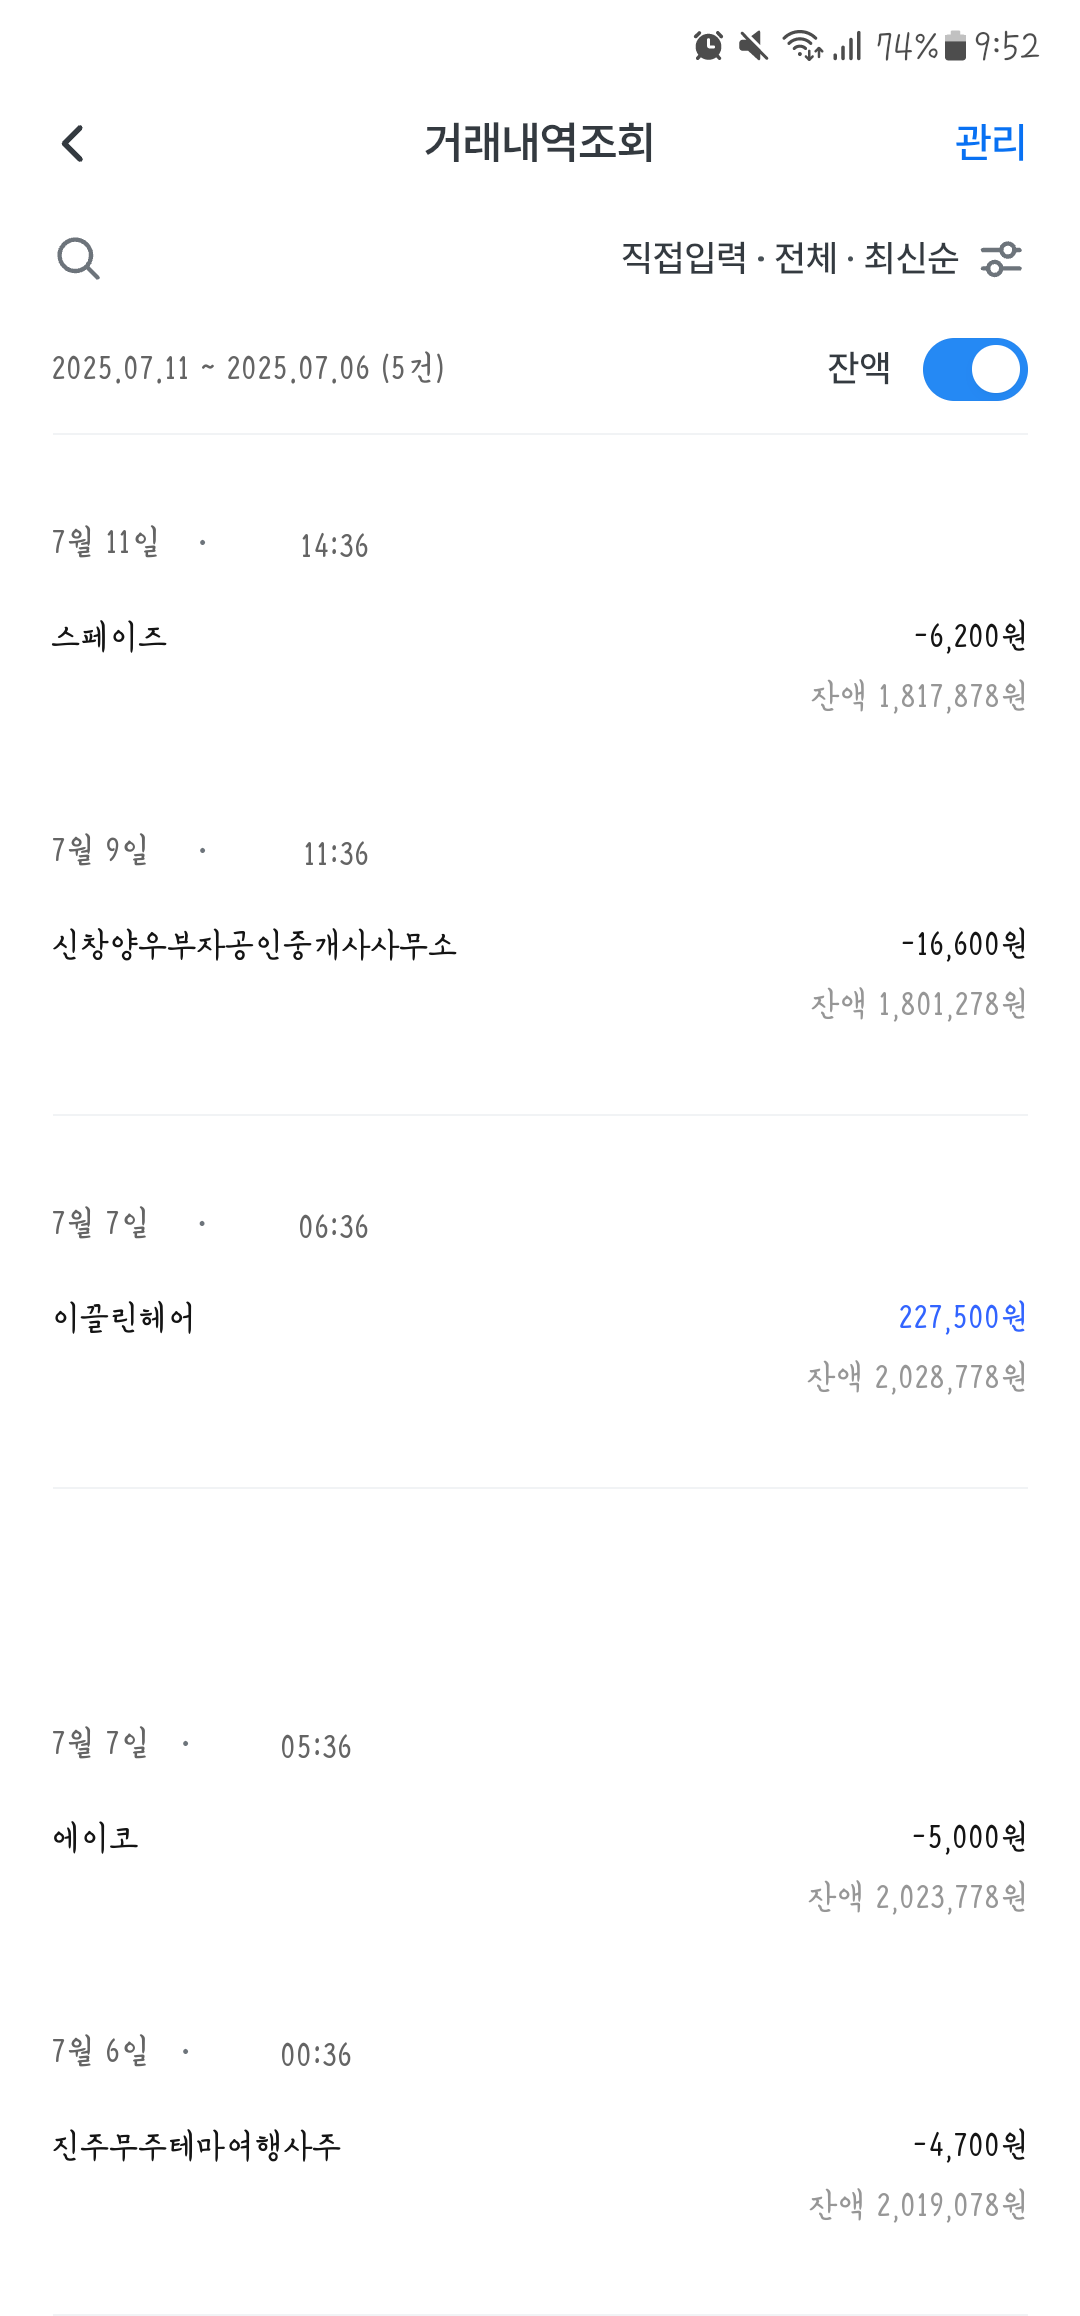 74% 9:52
거래내역조회 관리
직접입력 · 전체 · 최신순
2025.07.11 ~ 2025.07.06 (5건) 잔액
7월 11일 · 14:36
스페이즈 -6,200원
잔액 1,817,878원
7월 9일 · 11:36
신창양우부자공인중개사사무소 -16,600원
잔액 1,801,278원
7월 7일 · 06:36
이끌린헤어 227,500원
잔액 2,028,778원
7월 7일 · 05:36
에이코 -5,000원
잔액 2,023,778원
7월 6일 · 00:36
진주무주테마여행사주 -4,700원
잔액 2,019,078원